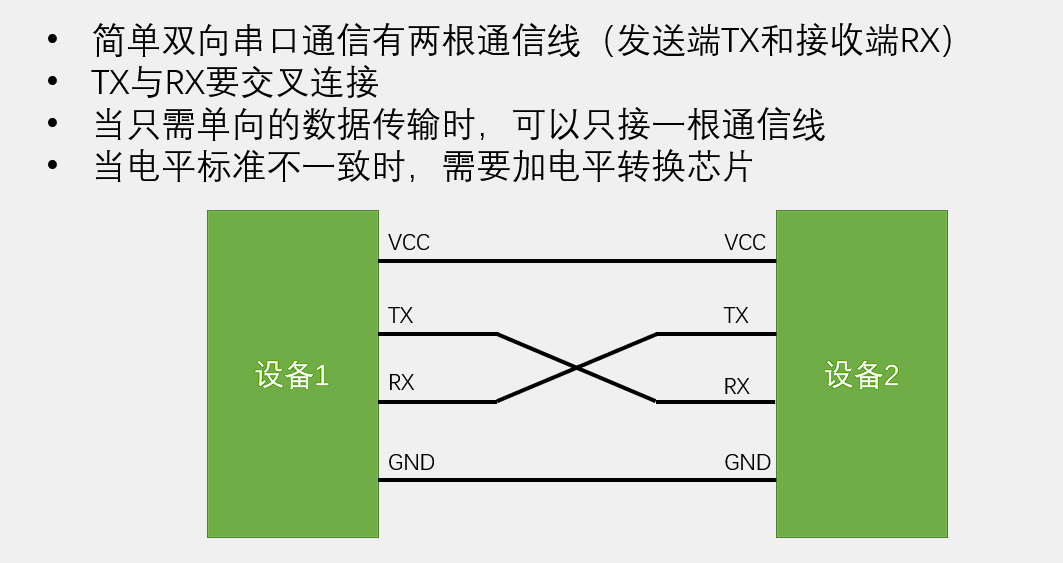 • 简单双向串口通信有两根通信线（发送端TX和接收端RX）
• TX与RX要交叉连接
• 当只需单向的数据传输时，可以只接一根通信线
• 当电平标准不一致时，需要加电平转换芯片
VCC VCC
TX TX
设备1 设备2
RX RX
GND GND